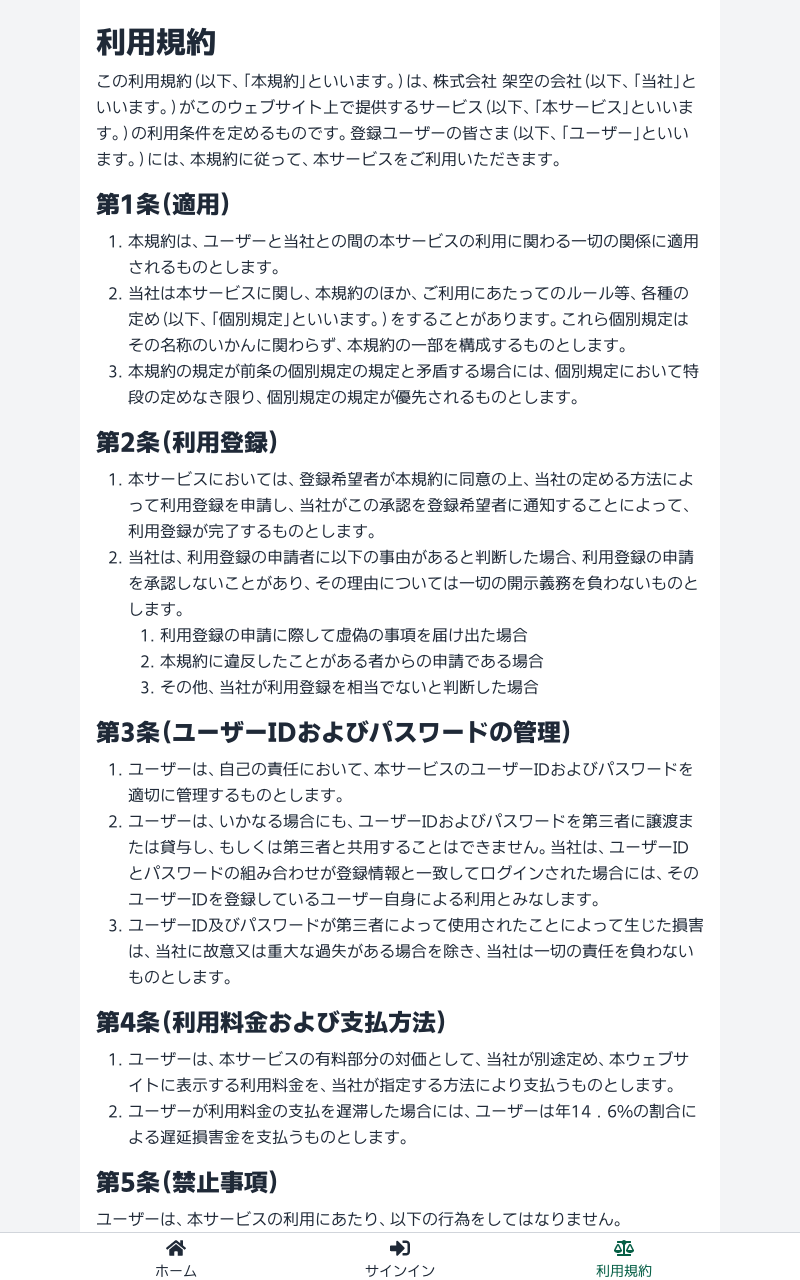 利用規約
この利用規約（以下、「本規約」といいます。）は、株式会社 架空の会社（以下、「当社」と
いいます。）がこのウェブサイト上で提供するサービス（以下、「本サービス」といいま
す。）の利用条件を定めるものです。登録ユーザーの皆さま（以下、「ユーザー」といい
ます。）には、本規約に従って、本サービスをご利用いただきます。
第1条（適用）
1. 本規約は、ユーザーと当社との間の本サービスの利用に関わる一切の関係に適用
されるものとします。
2. 当社は本サービスに関し、本規約のほか、ご利用にあたってのルール等、各種の
定め（以下、「個別規定」といいます。）をすることがあります。これら個別規定は
その名称のいかんに関わらず、本規約の一部を構成するものとします。
3. 本規約の規定が前条の個別規定の規定と矛盾する場合には、個別規定において特
段の定めなき限り、個別規定の規定が優先されるものとします。
第2条（利用登録）
1. 本サービスにおいては、登録希望者が本規約に同意の上、当社の定める方法によ
って利用登録を申請し、当社がこの承認を登録希望者に通知することによって、
利用登録が完了するものとします。
2. 当社は、利用登録の申請者に以下の事由があると判断した場合、利用登録の申請
を承認しないことがあり、その理由については一切の開示義務を負わないものと
します。
1. 利用登録の申請に際して虚偽の事項を届け出た場合
2. 本規約に違反したことがある者からの申請である場合
3. その他、当社が利用登録を相当でないと判断した場合
第3条（ユーザーIDおよびパスワードの管理）
1. ユーザーは、自己の責任において、本サービスのユーザーIDおよびパスワードを
適切に管理するものとします。
2. ユーザーは、いかなる場合にも、ユーザーIDおよびパスワードを第三者に譲渡ま
たは貸与し、もしくは第三者と共用することはできません。当社は、ユーザーID
とパスワードの組み合わせが登録情報と一致してログインされた場合には、その
ユーザーIDを登録しているユーザー自身による利用とみなします。
3. ユーザーID及びパスワードが第三者によって使用されたことによって生じた損害
は、当社に故意又は重大な過失がある場合を除き、当社は一切の責任を負わない
ものとします。
第4条（利用料金および支払方法）
1. ユーザーは、本サービスの有料部分の対価として、当社が別途定め、本ウェブサ
イトに表示する利用料金を、当社が指定する方法により支払うものとします。
2. ユーザーが利用料金の支払を遅滞した場合には、ユーザーは年14．6％の割合に
よる遅延損害金を支払うものとします。
第5条（禁止事項）
ユーザーは、本サービスの利用にあたり、以下の行為をしてはなりません。
ホーム
サインイン
利用規約